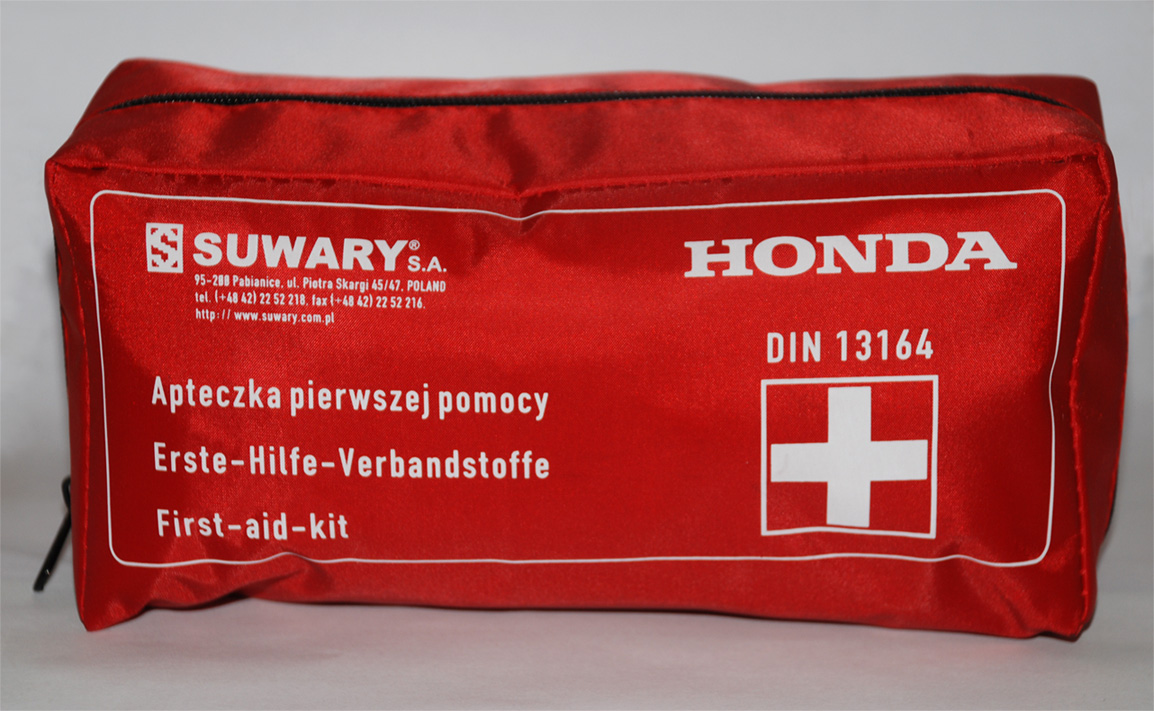 SUWARY® S.A.
95-200 Pabianice, ul. Piotra Skargi 45/47, POLAND
tel. (+48 42) 22 52 218, fax (+48 42) 22 52 216.
http://www.suwary.com.pl
HONDA
DIN 13164
Apteczka pierwszej pomocy
Erste-Hilfe-Verbandstoffe
First-aid-kit